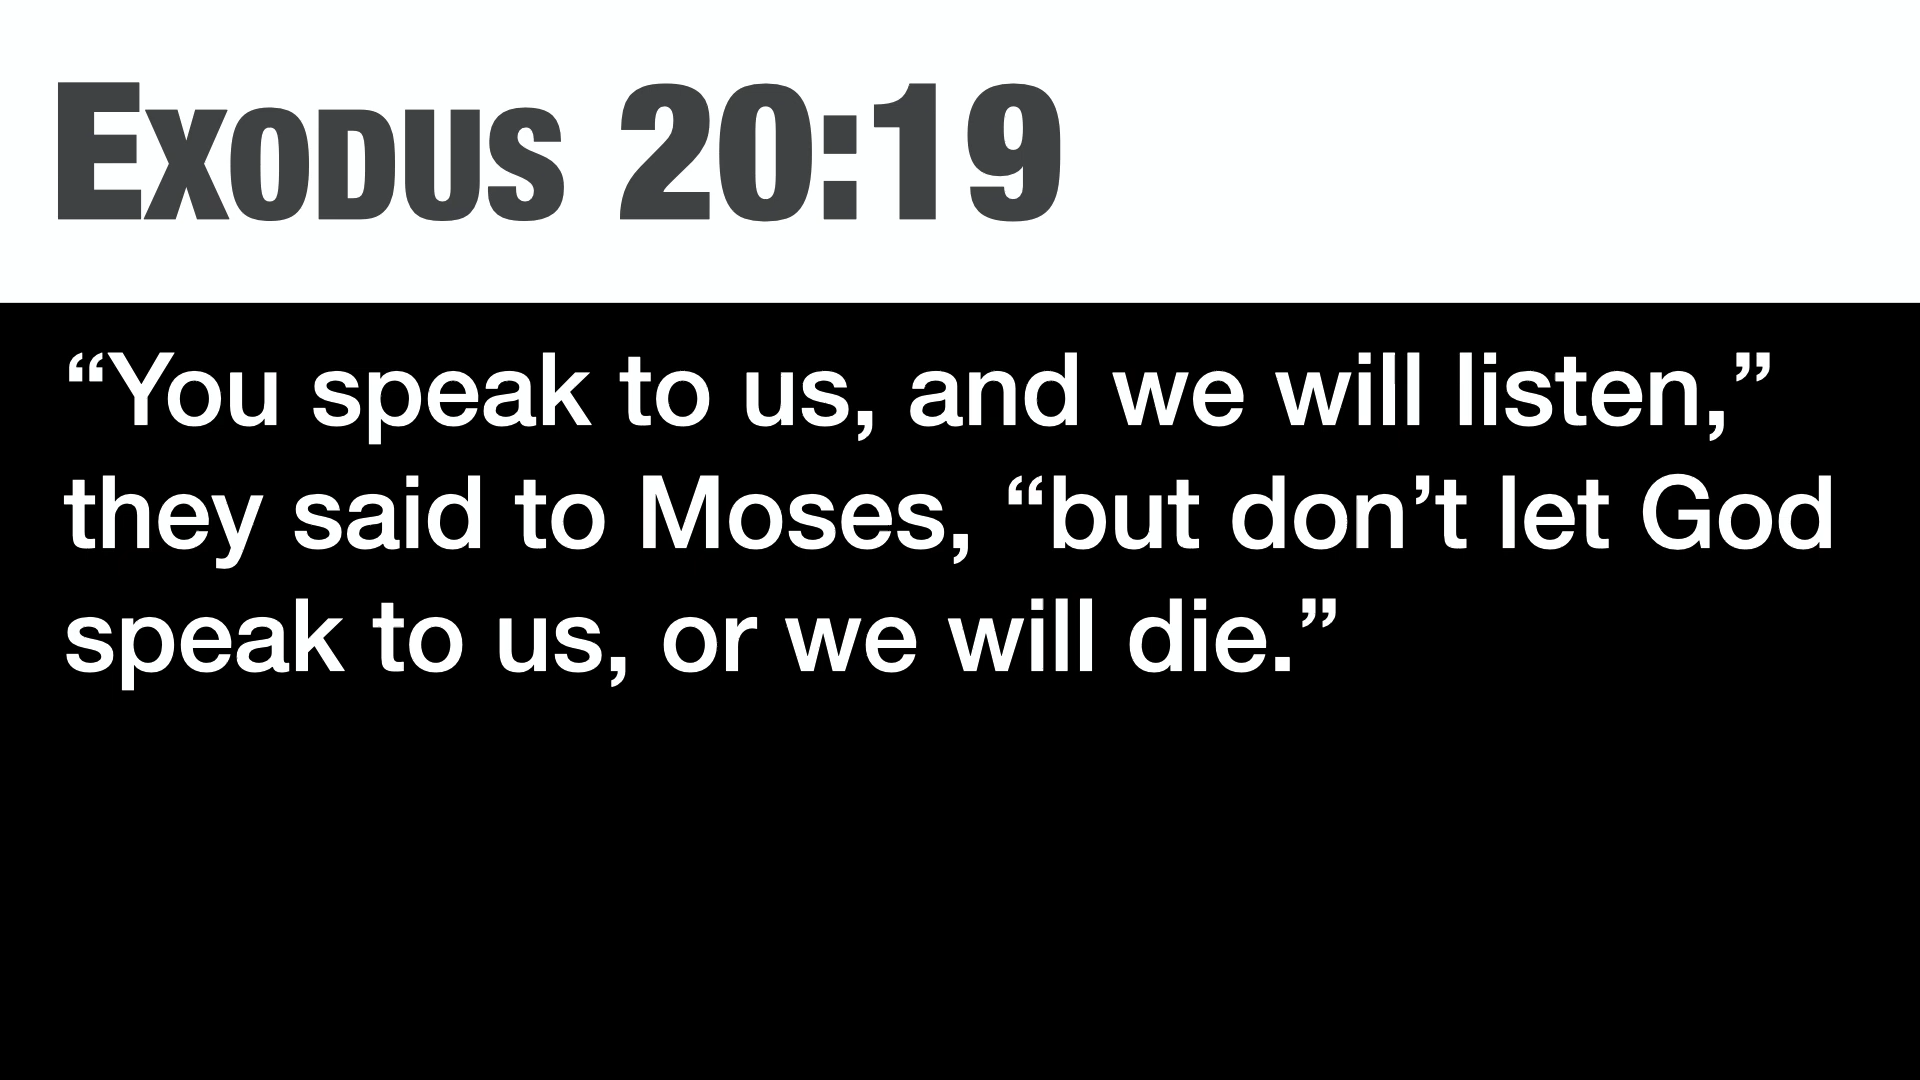 Exodus 20:19
“You speak to us, and we will listen,”
they said to Moses, “but don’t let God
speak to us, or we will die.”